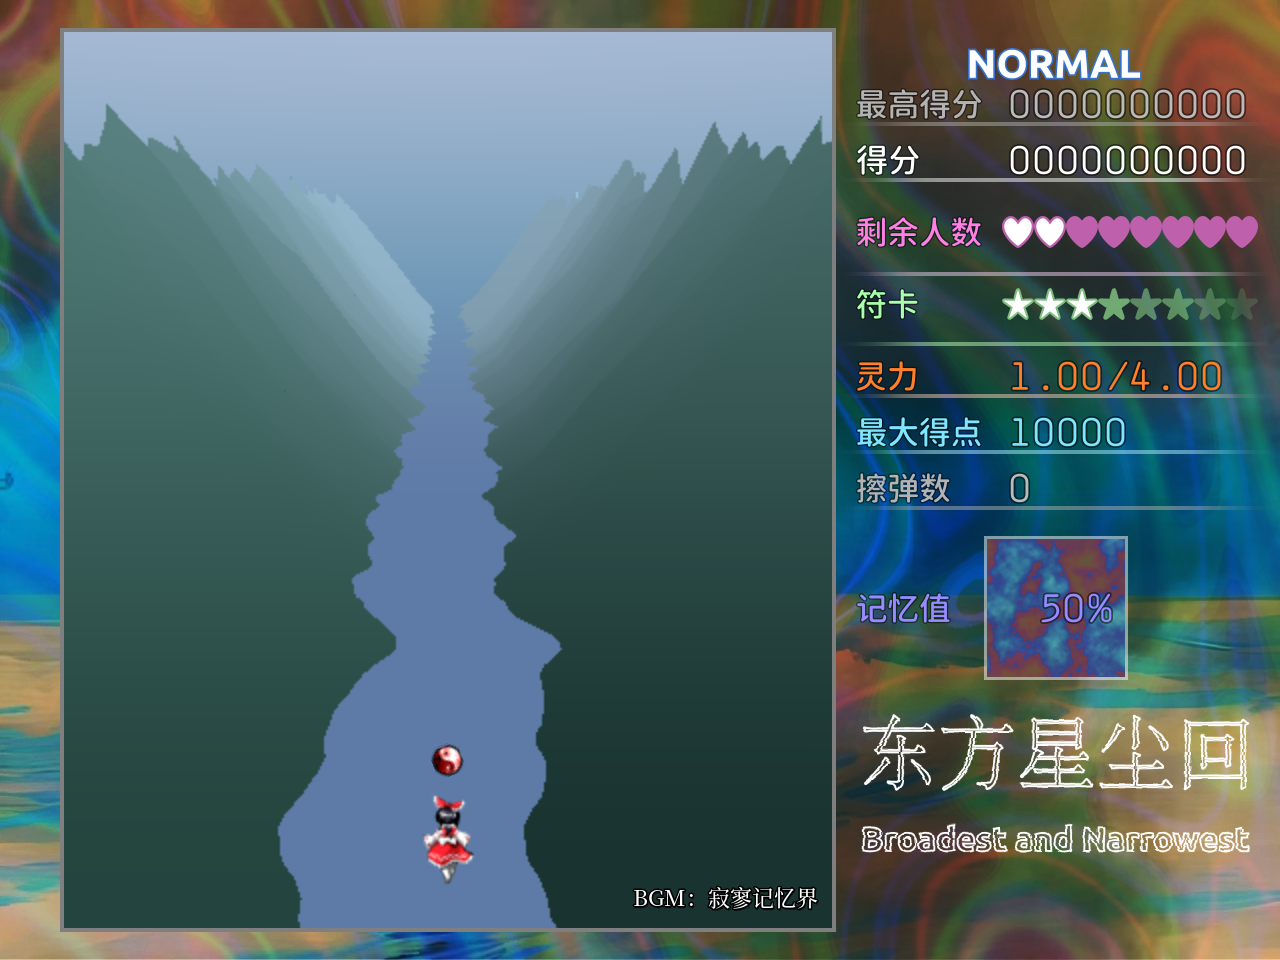 NORMAL
最高得分 0000000000
得分 0000000000
剩余人数
符卡
灵力 1.00/4.00
最大得点 10000
擦弹数 0
记忆值 50%
东方星尘回
Broadest and Narrowest
BGM：寂寥记忆界